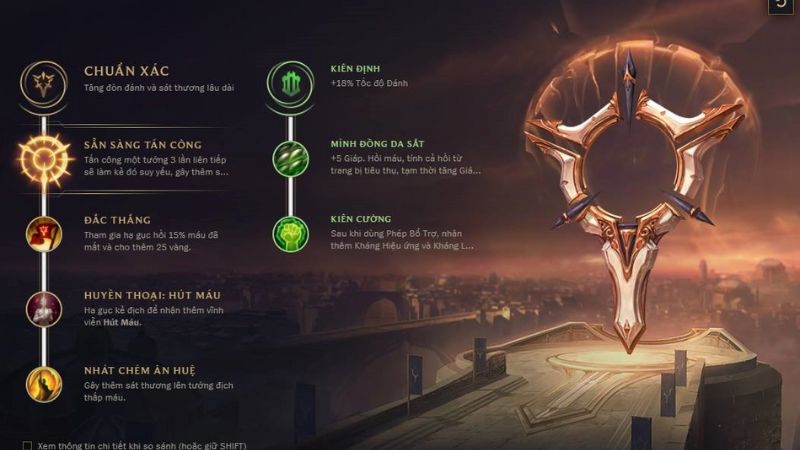 CHUẨN XÁC
Tăng đòn đánh và sát thương lâu dài
SẴN SÀNG TẤN CÔNG
Tấn công một tướng 3 lần liên tiếp
sẽ làm kẻ đó suy yếu, gây thêm s...
ĐẮC THẮNG
Tham gia hạ gục hồi 15% máu đã
mất và cho thêm 25 vàng.
HUYỀN THOẠI: HÚT MÁU
Hạ gục kẻ địch để nhận thêm vĩnh
viễn Hút Máu.
NHÁT CHÉM ÂN HUỆ
Gây thêm sát thương lên tướng địch
thấp máu.
KIÊN ĐỊNH
+18% Tốc độ Đánh
MÌNH ĐỒNG DA SẮT
+5 Giáp. Hồi máu, tính cả hồi từ
trang bị tiêu thụ, tạm thời tăng Giá...
KIÊN CƯỜNG
Sau khi dùng Phép Bổ Trợ, nhận
thêm Kháng Hiệu ứng và Kháng L...
Xem thông tin chi tiết khi so sánh (hoặc giữ SHIFT)